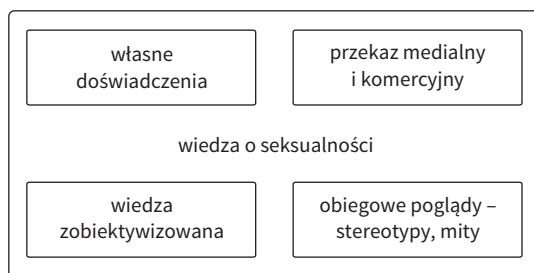 własne
doświadczenia
przekaz medialny
i komercyjny
wiedza o seksualności
wiedza
zobiektywizowana
obiegowe poglądy –
stereotypy, mity